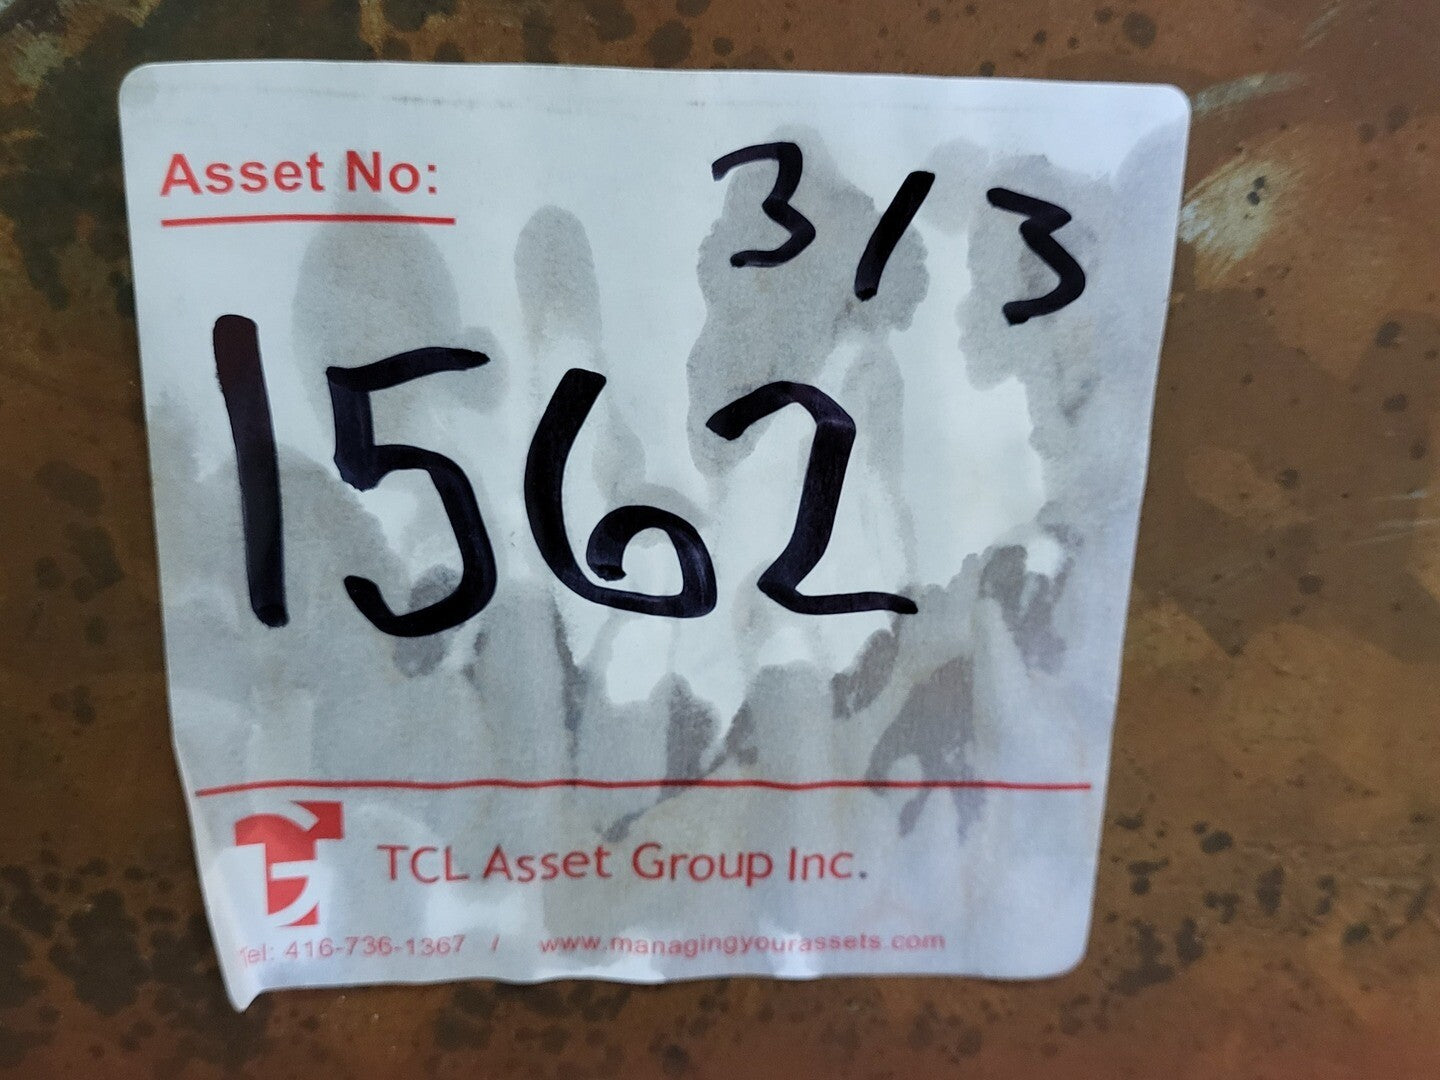 Asset No:
3/3
1562
TCL Asset Group Inc.
Tel: 416-736-1367 / www.managingyourassets.com